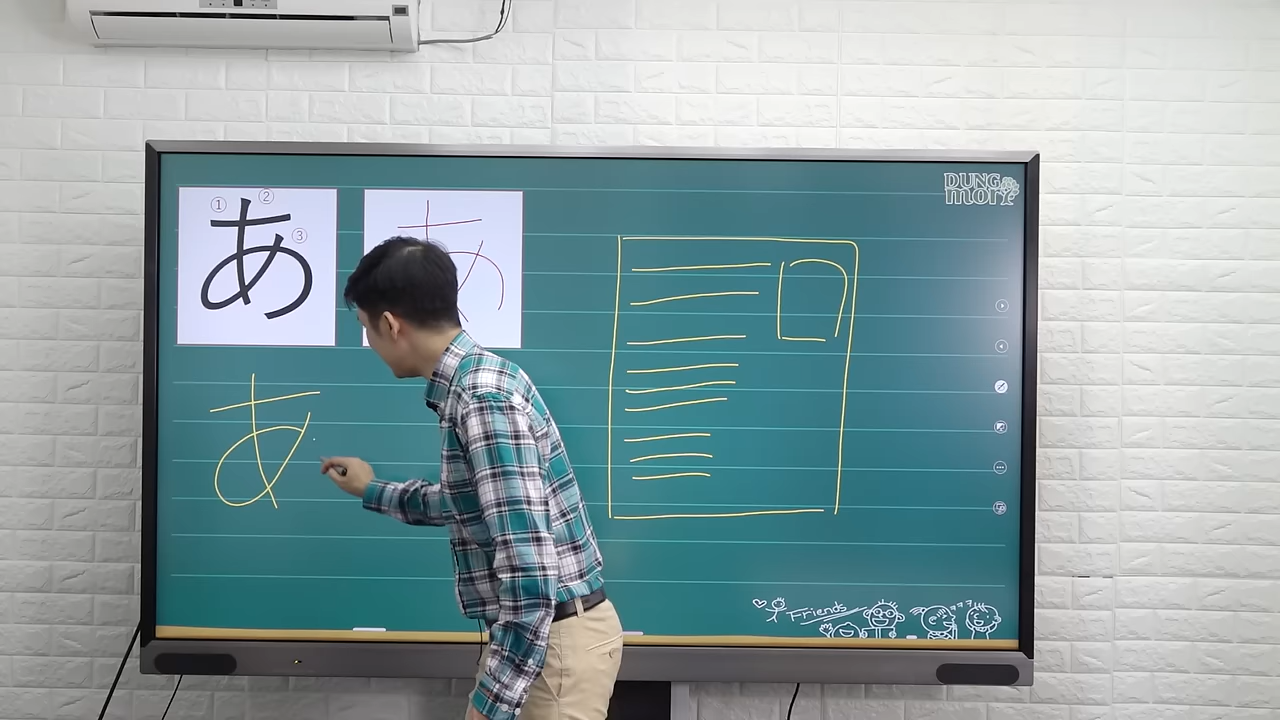 ① ② ③
あ
あ
あ
DUNG
mori
Friends